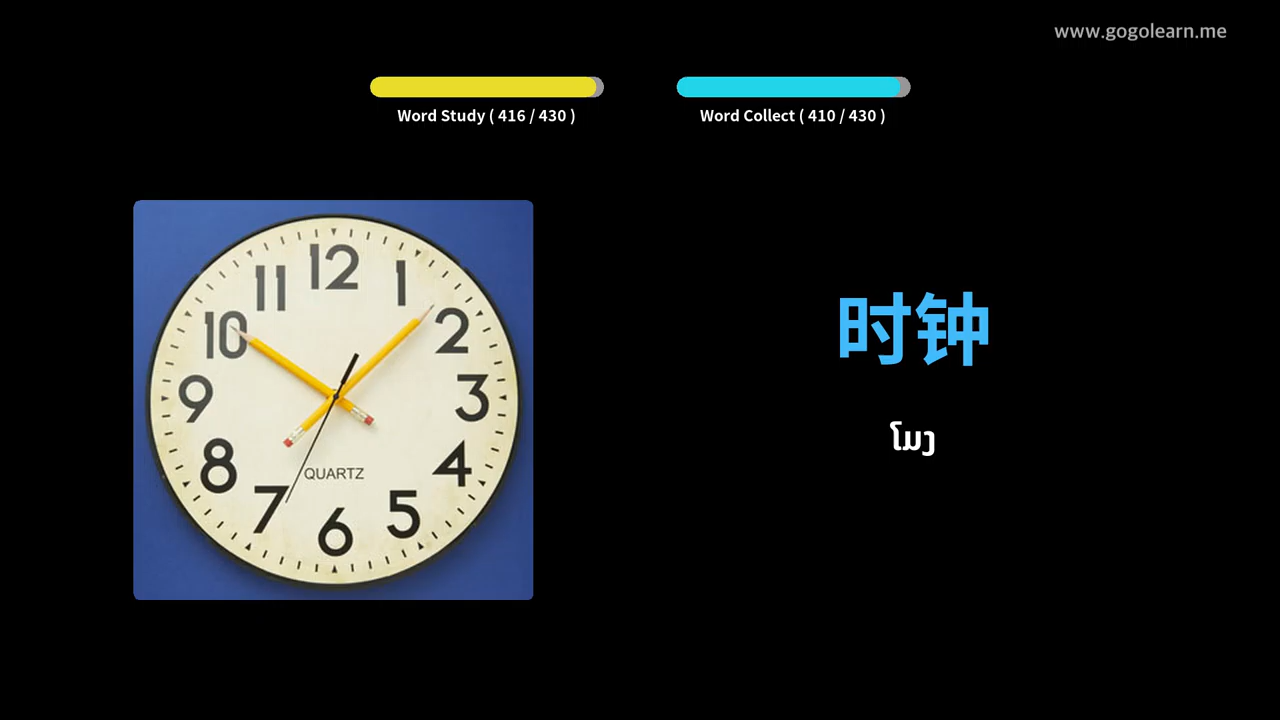 www.gogolearn.me
Word Study ( 416 / 430 )
Word Collect ( 410 / 430 )
12
11
1
10
2
9
3
8
4
QUARTZ
7
5
6
时钟
ໂມງ